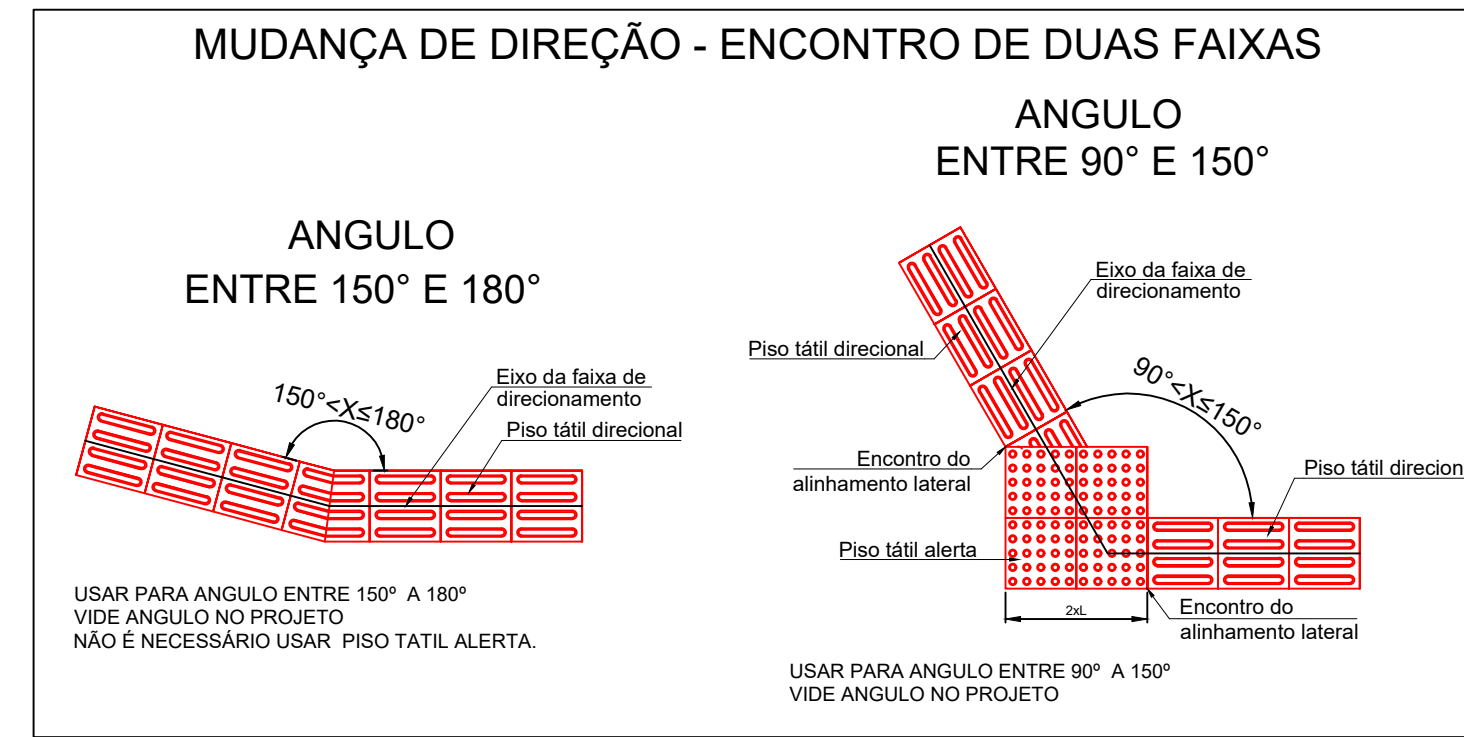 MUDANÇA DE DIREÇÃO - ENCONTRO DE DUAS FAIXAS
ANGULO
ENTRE 150° E 180°
150°<X≤180°
Eixo da faixa de
direcionamento
Piso tátil direcional
USAR PARA ANGULO ENTRE 150º A 180º
VIDE ANGULO NO PROJETO
NÃO É NECESSÁRIO USAR PISO TATIL ALERTA.
ANGULO
ENTRE 90° E 150°
Eixo da faixa de
direcionamento
Piso tátil direcional
90°<X≤150°
Encontro do
alinhamento lateral
Piso tátil direcion
Piso tátil alerta
2xL
Encontro do
alinhamento lateral
USAR PARA ANGULO ENTRE 90º A 150º
VIDE ANGULO NO PROJETO